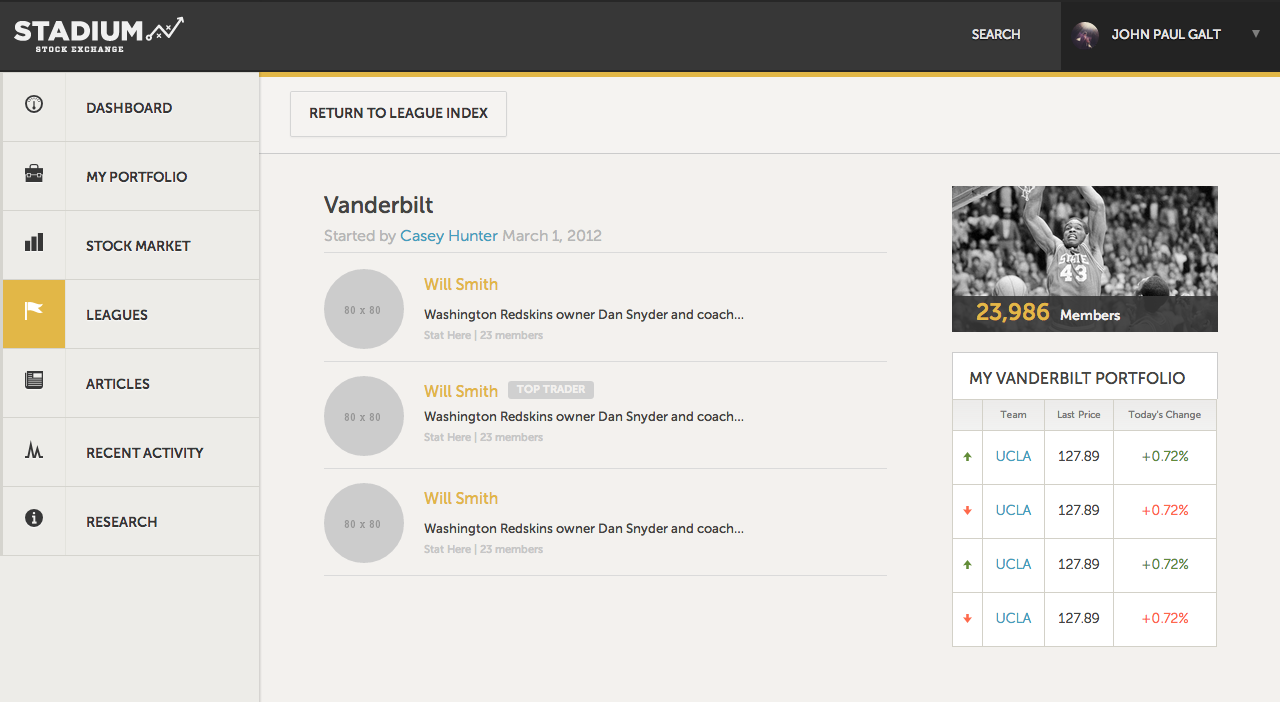 STADIUM
STOCK EXCHANGE
SEARCH
JOHN PAUL GALT
DASHBOARD
MY PORTFOLIO
STOCK MARKET
LEAGUES
ARTICLES
RECENT ACTIVITY
RESEARCH
RETURN TO LEAGUE INDEX
Vanderbilt
Started by Casey Hunter March 1, 2012
80 x 80
Will Smith
Washington Redskins owner Dan Snyder and coach...
Stat Here | 23 members
80 x 80
Will Smith TOP TRADER
Washington Redskins owner Dan Snyder and coach...
Stat Here | 23 members
80 x 80
Will Smith
Washington Redskins owner Dan Snyder and coach...
Stat Here | 23 members
STATE
43
23,986 Members
MY VANDERBILT PORTFOLIO
Team Last Price Today's Change
UCLA 127.89 +0.72%
UCLA 127.89 +0.72%
UCLA 127.89 +0.72%
UCLA 127.89 +0.72%